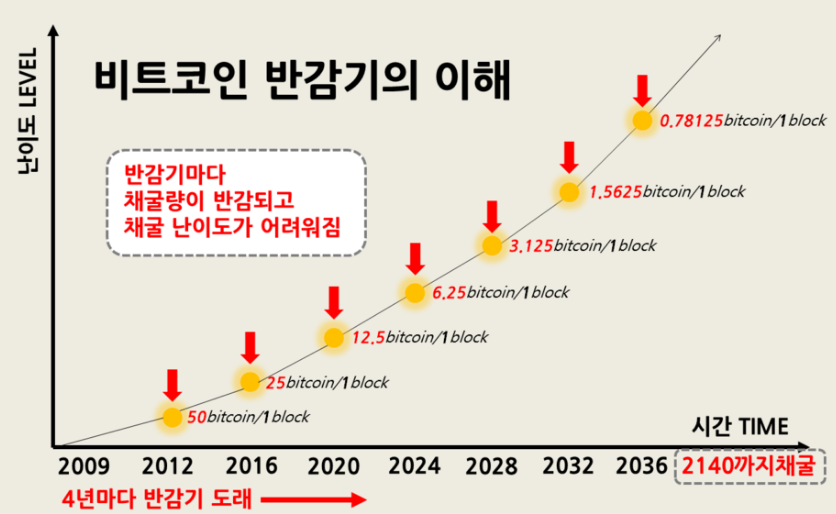 비트코인 반감기의 이해
난이도 LEVEL
반감기마다
채굴량이 반감되고
채굴 난이도가 어려워짐
0.78125bitcoin/1block
1.5625bitcoin/1block
3.125bitcoin/1block
6.25bitcoin/1block
12.5bitcoin/1block
25bitcoin/1block
50bitcoin/1block
시간 TIME
2009 2012 2016 2020 2024 2028 2032 2036 2140까지채굴
4년마다 반감기 도래